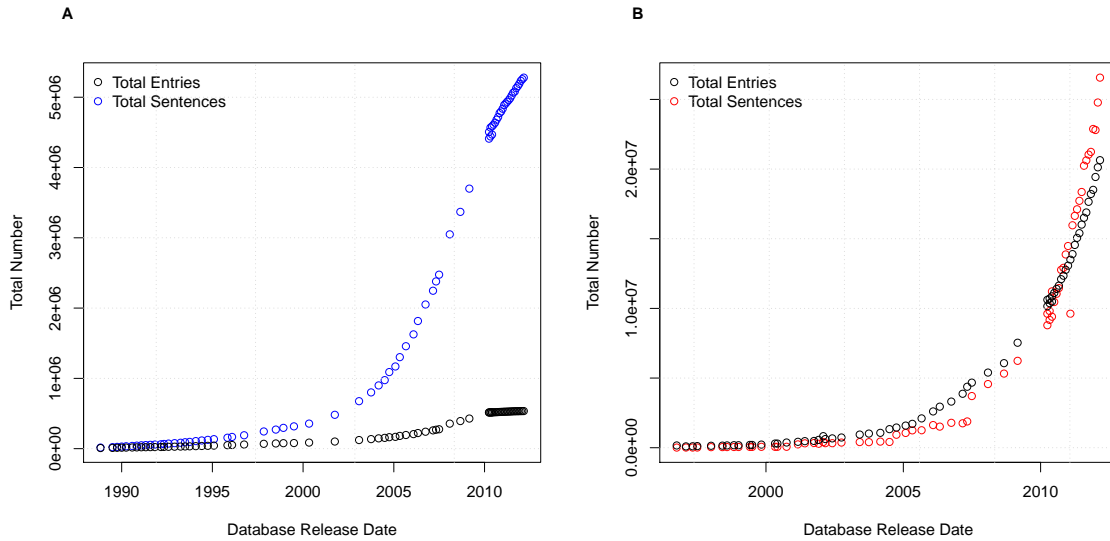 A
Total Entries
Total Sentences
Total Number
0e+00
1e+06
2e+06
3e+06
4e+06
5e+06
1990
1995
2000
2005
2010
Database Release Date
B
Total Entries
Total Sentences
Total Number
0.0e+00
1.0e+07
2.0e+07
2000
2005
2010
Database Release Date